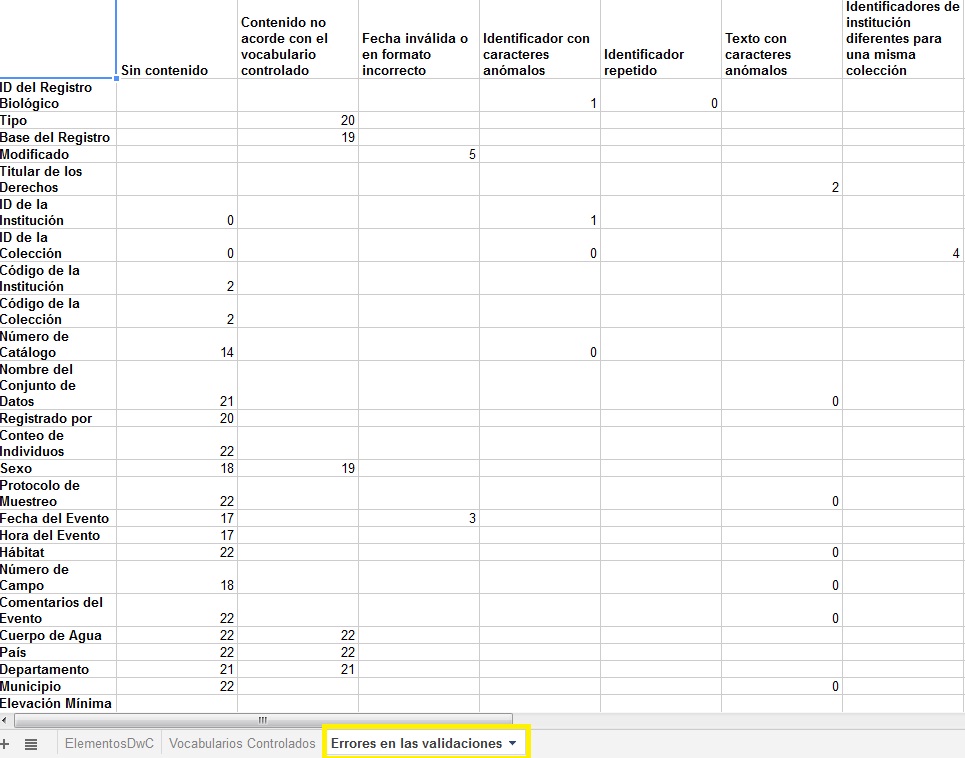 Sin contenido
Contenido no
acorde con el
vocabulario
controlado
Fecha inválida o
en formato
incorrecto
Identificador con
caracteres
anómalos
Identificador
repetido
Texto con
caracteres
anómalos
Identificadores de
institución
diferentes para
una misma
colección
ID del Registro
Biológico 1 0
Tipo 20
Base del Registro 19
Modificado 5
Titular de los
Derechos 2
ID de la
Institución 0 1
ID de la
Colección 0 0 4
Código de la
Institución 2
Código de la
Colección 2
Número de
Catálogo 14 0
Nombre del
Conjunto de
Datos 21 0
Registrado por 20
Conteo de
Individuos 22
Sexo 18 19
Protocolo de
Muestreo 22 0
Fecha del Evento 17 3
Hora del Evento 17
Hábitat 22 0
Número de
Campo 18 0
Comentarios del
Evento 22 0
Cuerpo de Agua 22 22
País 22 22
Departamento 21 21
Municipio 22 0
Elevación Mínima
ElementosDwC Vocabularios Controlados Errores en las validaciones